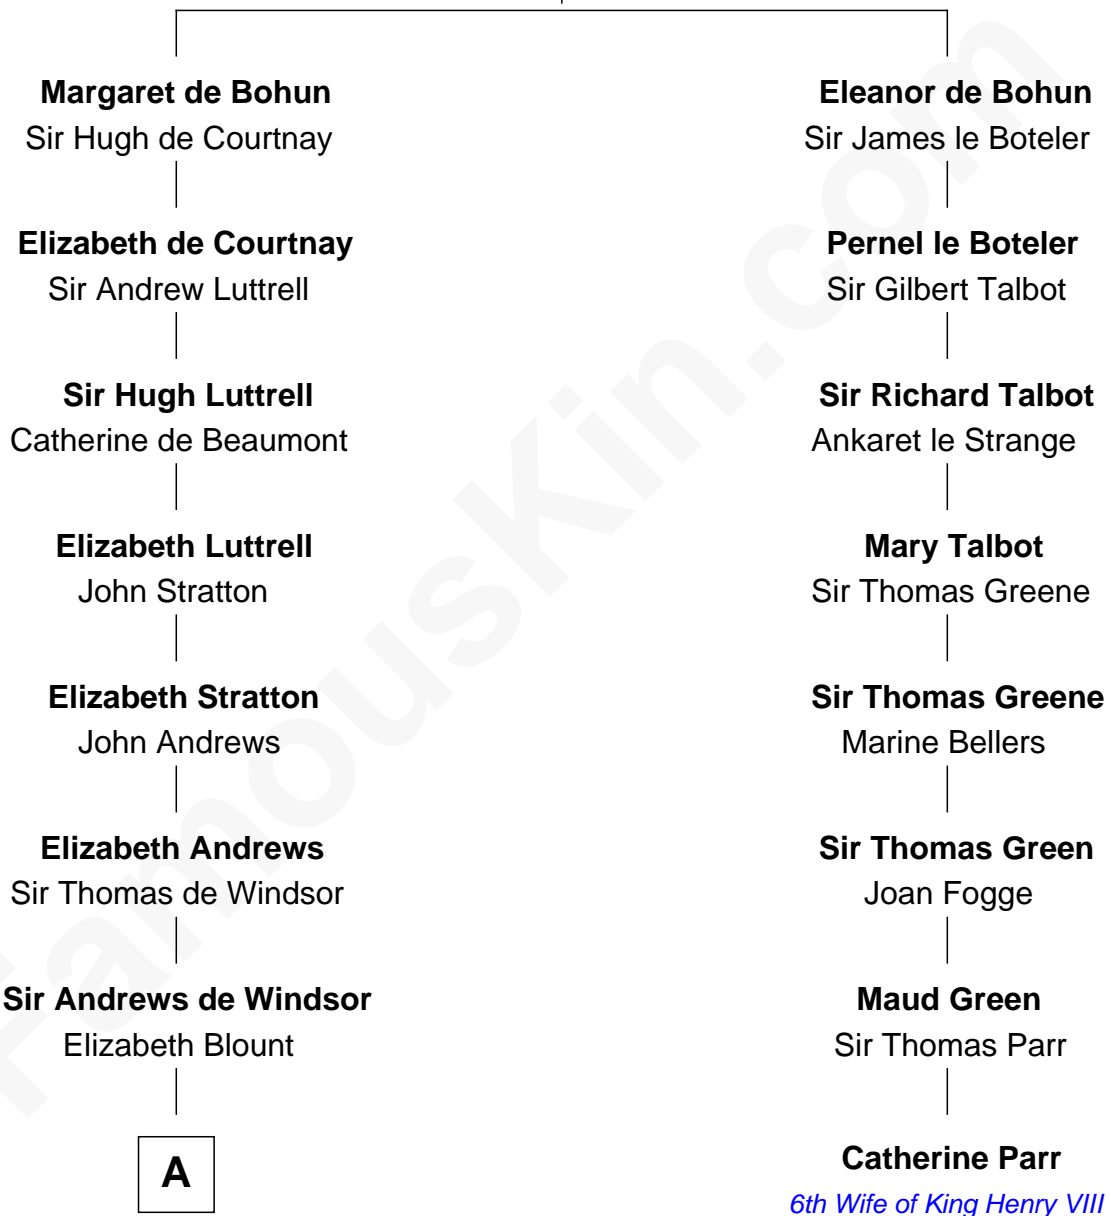 Margaret de Bohun
Sir Hugh de Courtnay
Elizabeth de Courtnay
Sir Andrew Luttrell
Sir Hugh Luttrell
Catherine de Beaumont
Elizabeth Luttrell
John Stratton
Elizabeth Stratton
John Andrews
Elizabeth Andrews
Sir Thomas de Windsor
Sir Andrews de Windsor
Elizabeth Blount
A
Eleanor de Bohun
Sir James le Boteler
Pernel le Boteler
Sir Gilbert Talbot
Sir Richard Talbot
Ankaret le Strange
Mary Talbot
Sir Thomas Greene
Sir Thomas Greene
Marine Bellers
Sir Thomas Green
Joan Fogge
Maud Green
Sir Thomas Parr
Catherine Parr
6th Wife of King Henry VIII
FamousKin.com